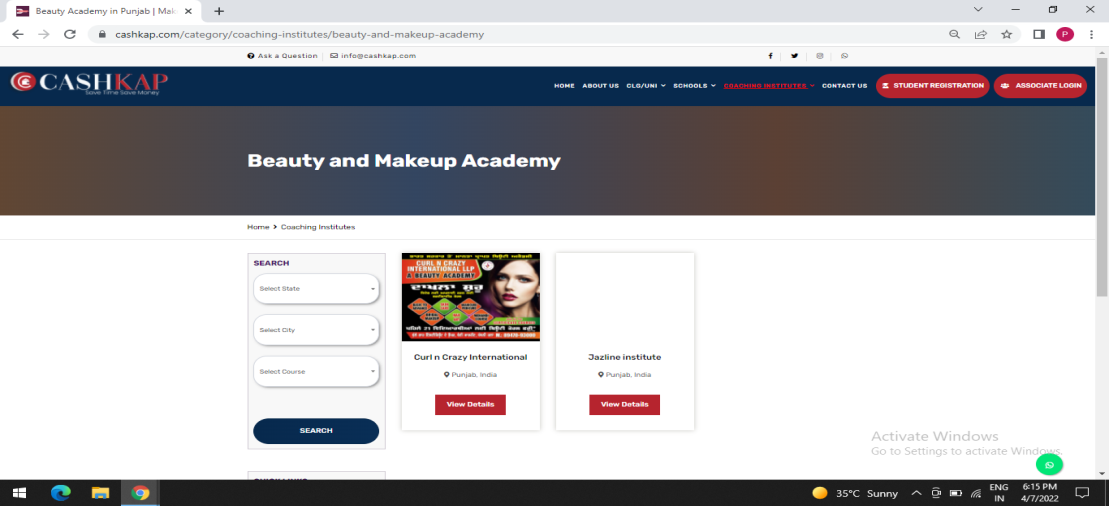 Beauty Academy in Punjab | Mak
cashkap.com/category/coaching-institutes/beauty-and-makeup-academy
P
Ask a Question
info@cashkap.com
CASHKAP
Save Time Save Money
HOME ABOUT US CLG/UNI SCHOOLS COACHING INSTITUTES CONTACT US STUDENT REGISTRATION ASSOCIATE LOGIN
Beauty and Makeup Academy
Home > Coaching Institutes
SEARCH
Select State
Select City
Select Course
SEARCH
CURL N CRAZY
INTERNATIONAL LLP
A BEAUTY ACADEMY
ਦਾਖਲਾ ਸ਼ੁਰੂ
Curl n Crazy International
Punjab, India
View Details
Jazline institute
Punjab, India
View Details
Activate Windows
Go to Settings to activate Windows.
35°C Sunny
ENG
IN
6:15 PM
4/7/2022